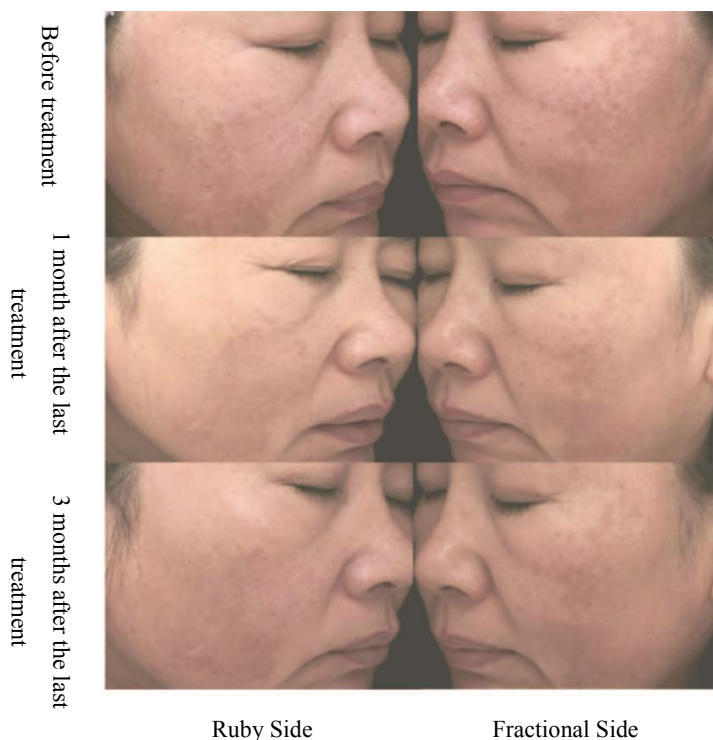 Before treatment
1 month after the last
treatment
3 months after the last
treatment
Ruby Side
Fractional Side